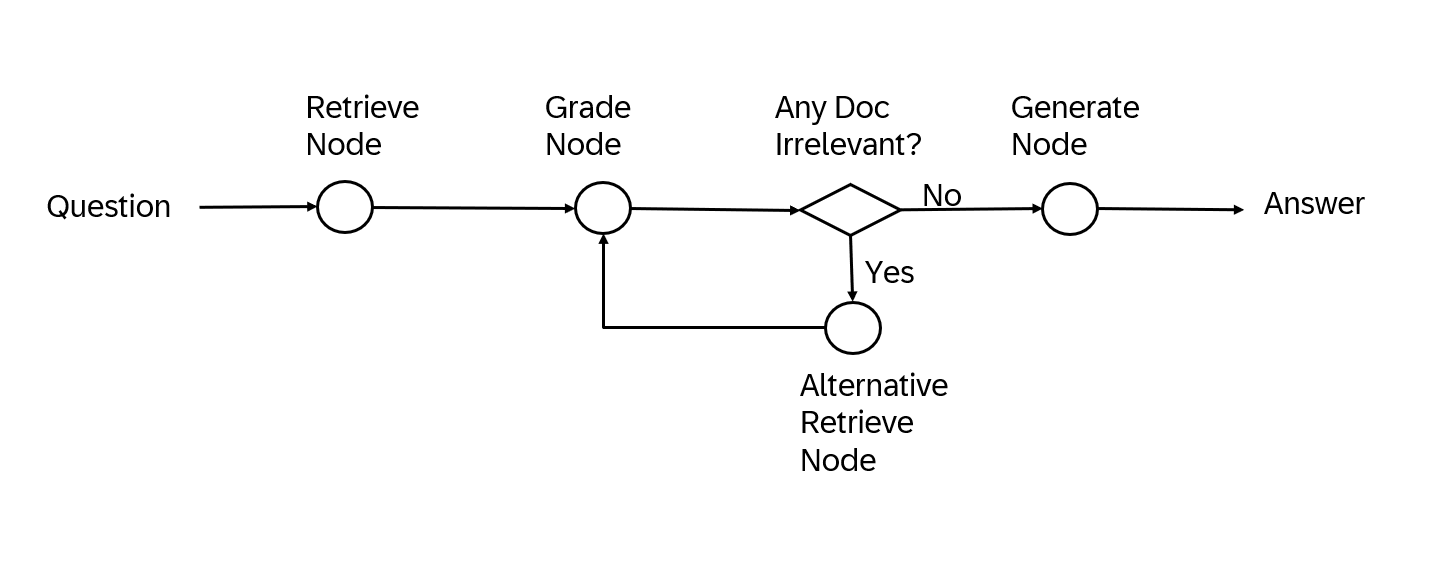 Retrieve
Node
Grade
Node
Any Doc
Irrelevant?
Generate
Node
Question
No
Answer
Yes
Alternative
Retrieve
Node